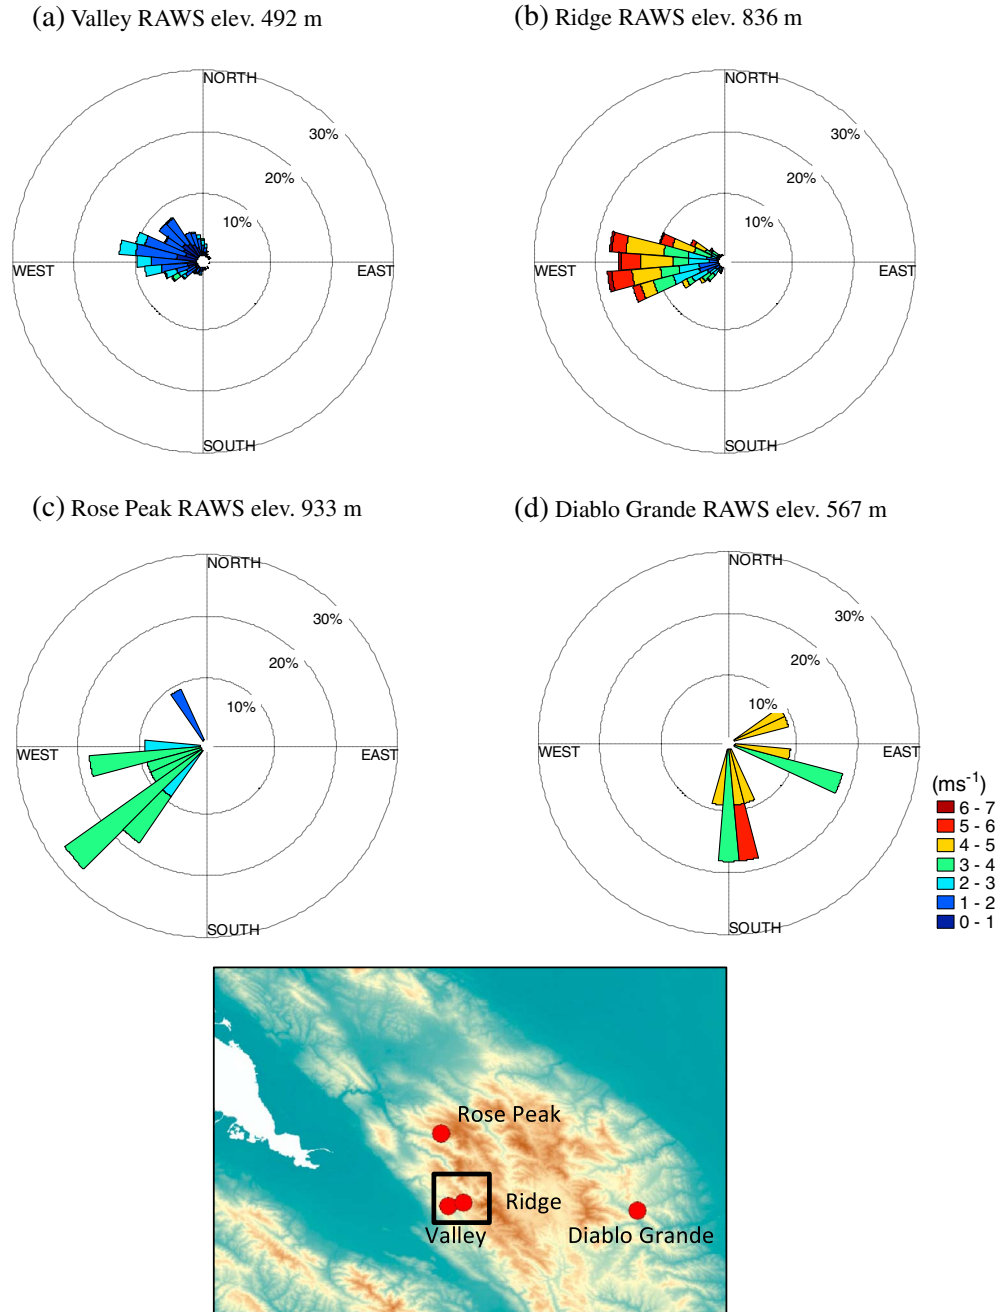 (a) Valley RAWS elev. 492 m
(b) Ridge RAWS elev. 836 m
NORTH
30%
20%
10%
WEST
EAST
SOUTH
NORTH
30%
20%
10%
WEST
EAST
SOUTH
(c) Rose Peak RAWS elev. 933 m
(d) Diablo Grande RAWS elev. 567 m
NORTH
30%
20%
10%
WEST
EAST
SOUTH
NORTH
30%
20%
10%
WEST
EAST
SOUTH
(ms-1)
6 - 7
5 - 6
4 - 5
3 - 4
2 - 3
1 - 2
0 - 1
Rose Peak
Ridge
Valley
Diablo Grande